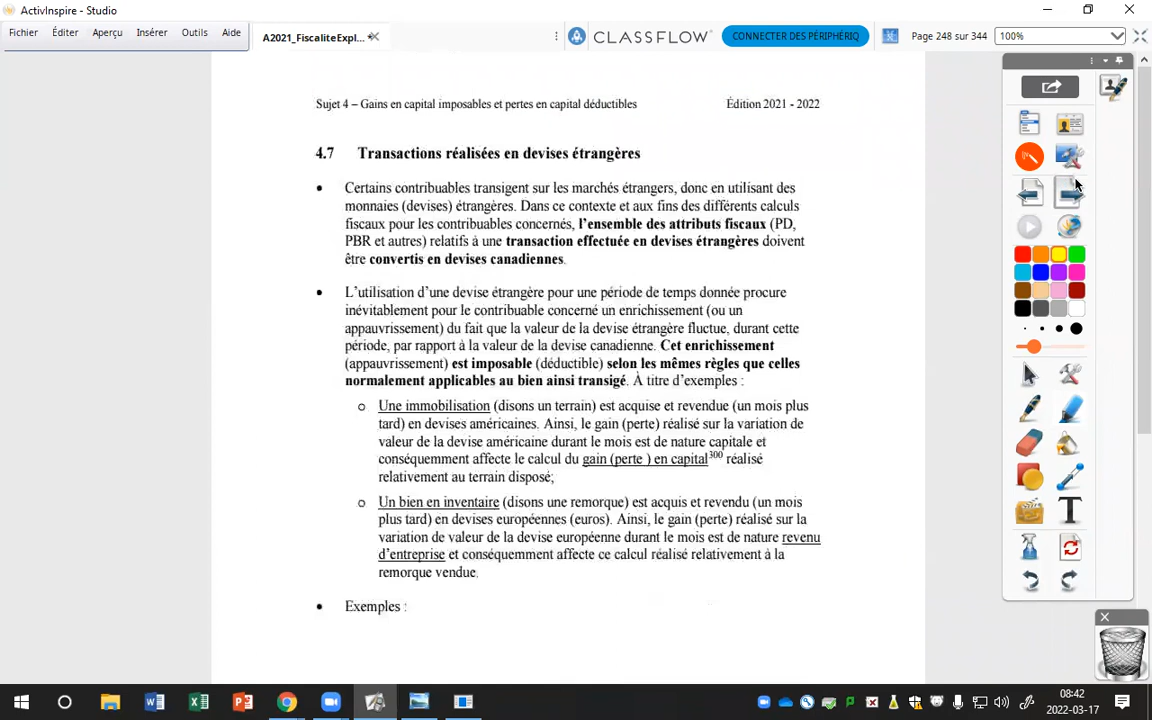 ActivInspire - Studio
Fichier Éditer Aperçu Insérer Outils Aide
A2021_FiscaliteExpl...
CLASSFLOW
CONNECTER DES PÉRIPHÉRIQ
Page 248 sur 344
100%
Sujet 4 – Gains en capital imposables et pertes en capital déductibles Édition 2021 - 2022
4.7 Transactions réalisées en devises étrangères
• Certains contribuables transigent sur les marchés étrangers, donc en utilisant des
monnaies (devises) étrangères. Dans ce contexte et aux fins des différents calculs
fiscaux pour les contribuables concernés, l'ensemble des attributs fiscaux (PD,
PBR et autres) relatifs à une transaction effectuée en devises étrangères doivent
être convertis en devises canadiennes.
• L'utilisation d'une devise étrangère pour une période de temps donnée procure
inévitablement pour le contribuable concerné un enrichissement (ou un
appauvrissement) du fait que la valeur de la devise étrangère fluctue, durant cette
période, par rapport à la valeur de la devise canadienne. Cet enrichissement
(appauvrissement) est imposable (déductible) selon les mêmes règles que celles
normalement applicables au bien ainsi transigé. À titre d'exemples :
o Une immobilisation (disons un terrain) est acquise et revendue (un mois plus
tard) en devises américaines. Ainsi, le gain (perte) réalisé sur la variation de
valeur de la devise américaine durant le mois est de nature capitale et
conséquemment affecte le calcul du gain (perte ) en capital300 réalisé
relativement au terrain disposé;
o Un bien en inventaire (disons une remorque) est acquis et revendu (un mois
plus tard) en devises européennes (euros). Ainsi, le gain (perte) réalisé sur la
variation de valeur de la devise européenne durant le mois est de nature revenu
d'entreprise et conséquemment affecte ce calcul réalisé relativement à la
remorque vendue.
• Exemples :
08:42
2022-03-17